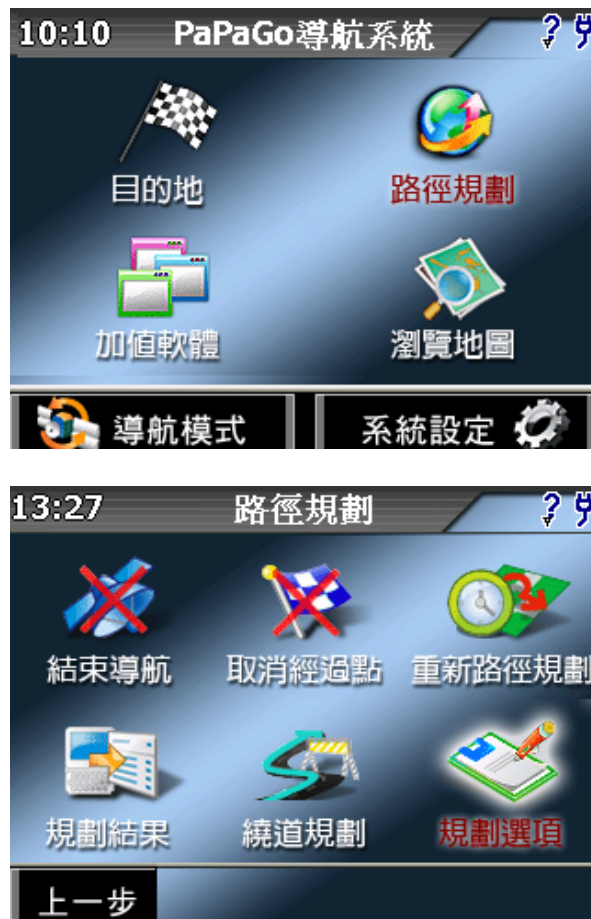 10:10 PaPaGo導航系統
目的地 路徑規劃
加值軟體 瀏覽地圖
導航模式 系統設定
13:27 路徑規劃
結束導航 取消經過點 重新路徑規劃
規劃結果 繞道規劃 規劃選項
上一步